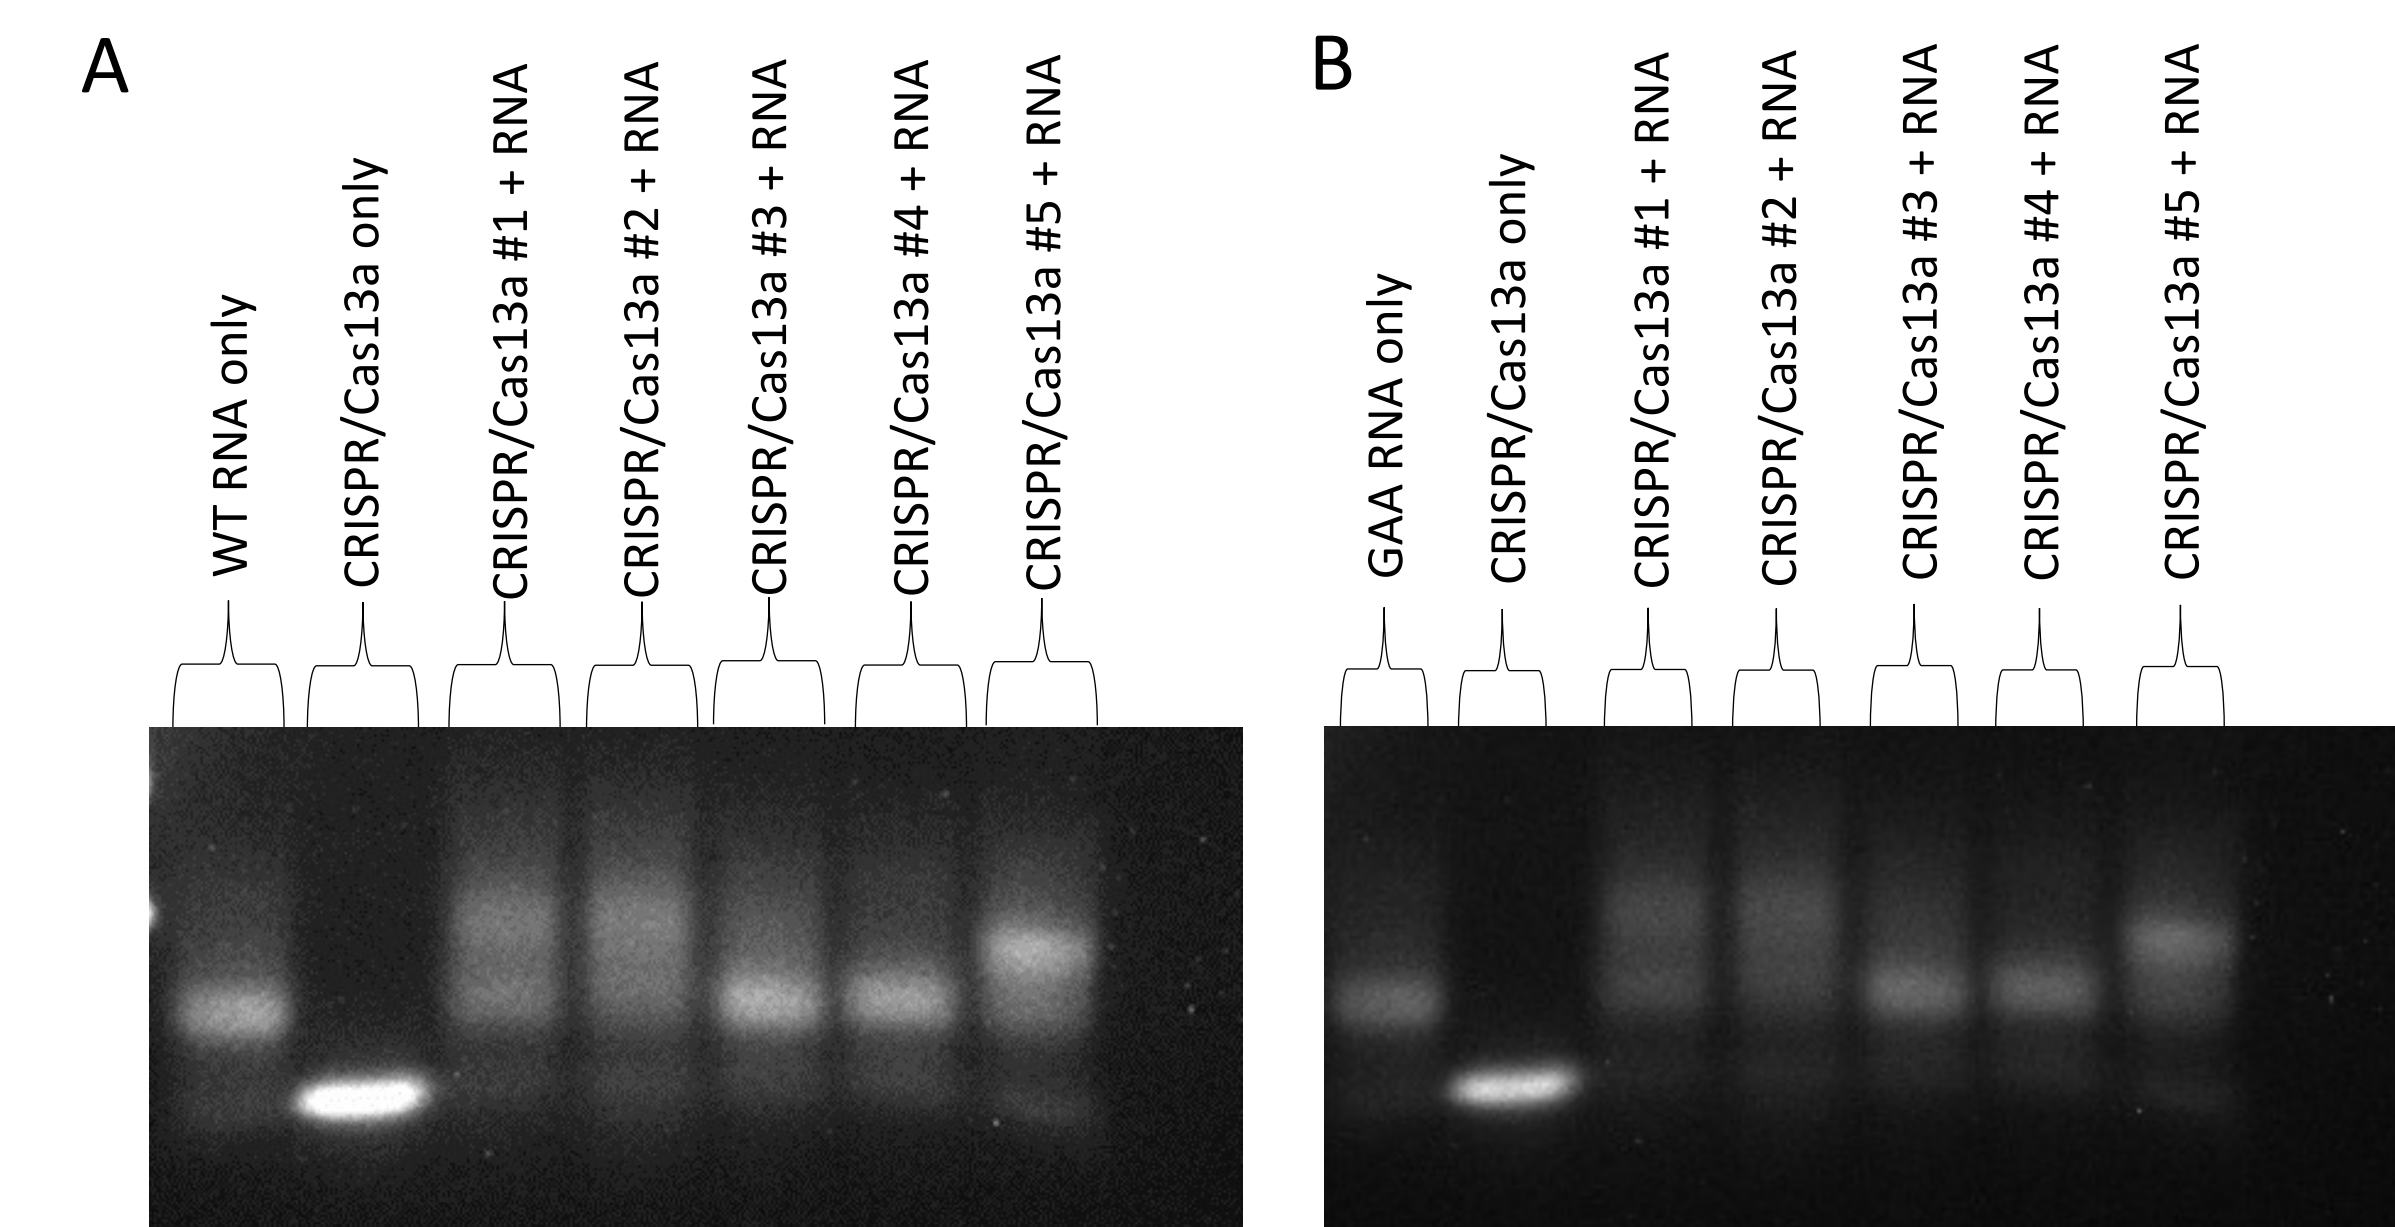 A
WT RNA only
CRISPR/Cas13a only
CRISPR/Cas13a #1 + RNA
CRISPR/Cas13a #2 + RNA
CRISPR/Cas13a #3 + RNA
CRISPR/Cas13a #4 + RNA
CRISPR/Cas13a #5 + RNA
B
GAA RNA only
CRISPR/Cas13a only
CRISPR/Cas13a #1 + RNA
CRISPR/Cas13a #2 + RNA
CRISPR/Cas13a #3 + RNA
CRISPR/Cas13a #4 + RNA
CRISPR/Cas13a #5 + RNA